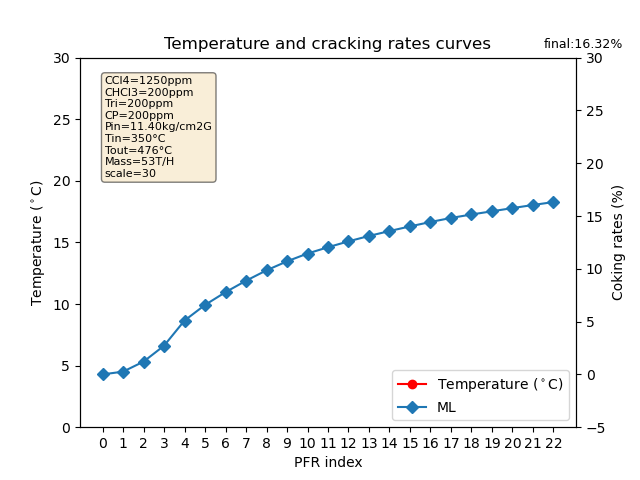 Temperature and cracking rates curves
final:16.32%
CCl4=1250ppm
CHCl3=200ppm
Tri=200ppm
CP=200ppm
Pin=11.40kg/cm2G
Tin=350°C
Tout=476°C
Mass=53T/H
scale=30
30
25
20
15
10
5
0
Temperature (°C)
30
25
20
15
10
5
0
−5
Coking rates (%)
Temperature (°C)
ML
0 1 2 3 4 5 6 7 8 9 10 11 12 13 14 15 16 17 18 19 20 21 22
PFR index